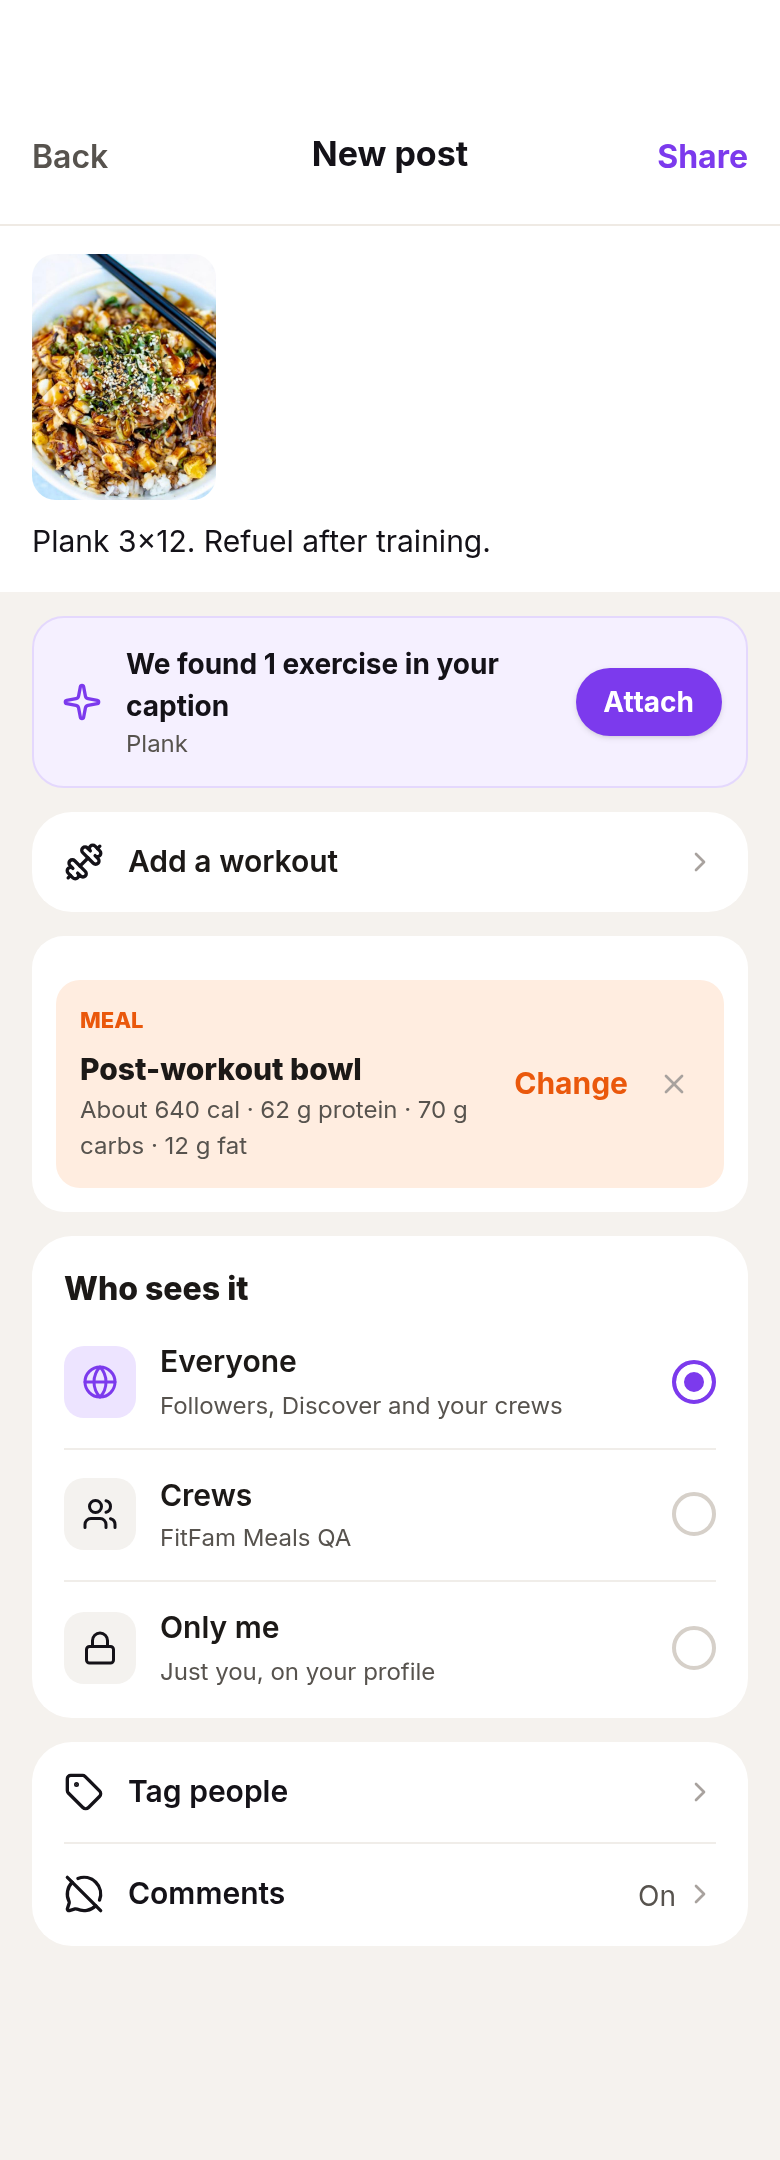 Back
New post
Share
Plank 3×12. Refuel after training.
We found 1 exercise in your
caption
Plank
Attach
Add a workout
MEAL
Post-workout bowl
About 640 cal · 62 g protein · 70 g
carbs · 12 g fat
Change
Who sees it
Everyone
Followers, Discover and your crews
Crews
FitFam Meals QA
Only me
Just you, on your profile
Tag people
Comments
On